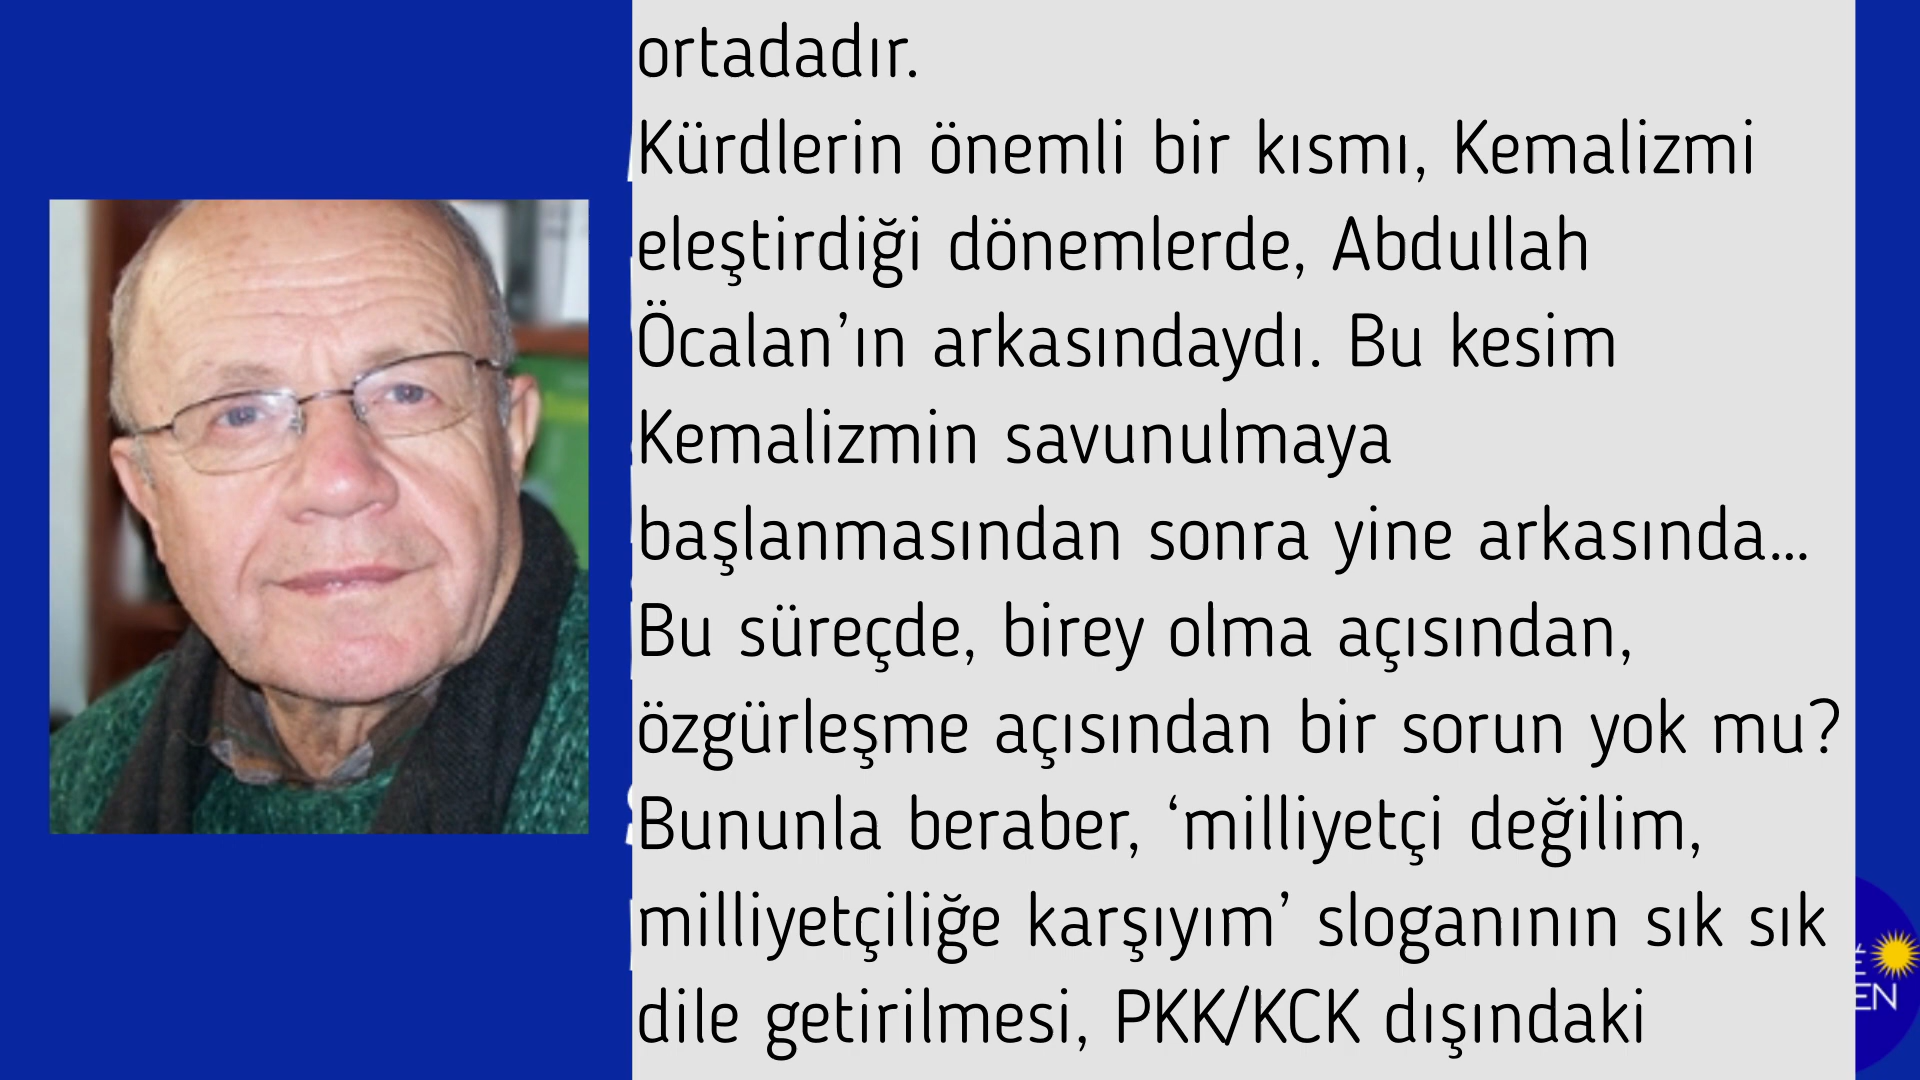 ortadadır.
Kürdlerin önemli bir kısmı, Kemalizmi
eleştirdiği dönemlerde, Abdullah
Öcalan’ın arkasındaydı. Bu kesim
Kemalizmin savunulmaya
başlanmasından sonra yine arkasında...
Bu süreçde, birey olma açısından,
özgürleşme açısından bir sorun yok mu?
Bununla beraber, ‘milliyetçi değilim,
milliyetçiliğe karşıyım’ sloganının sık sık
dile getirilmesi, PKK/KCK dışındaki